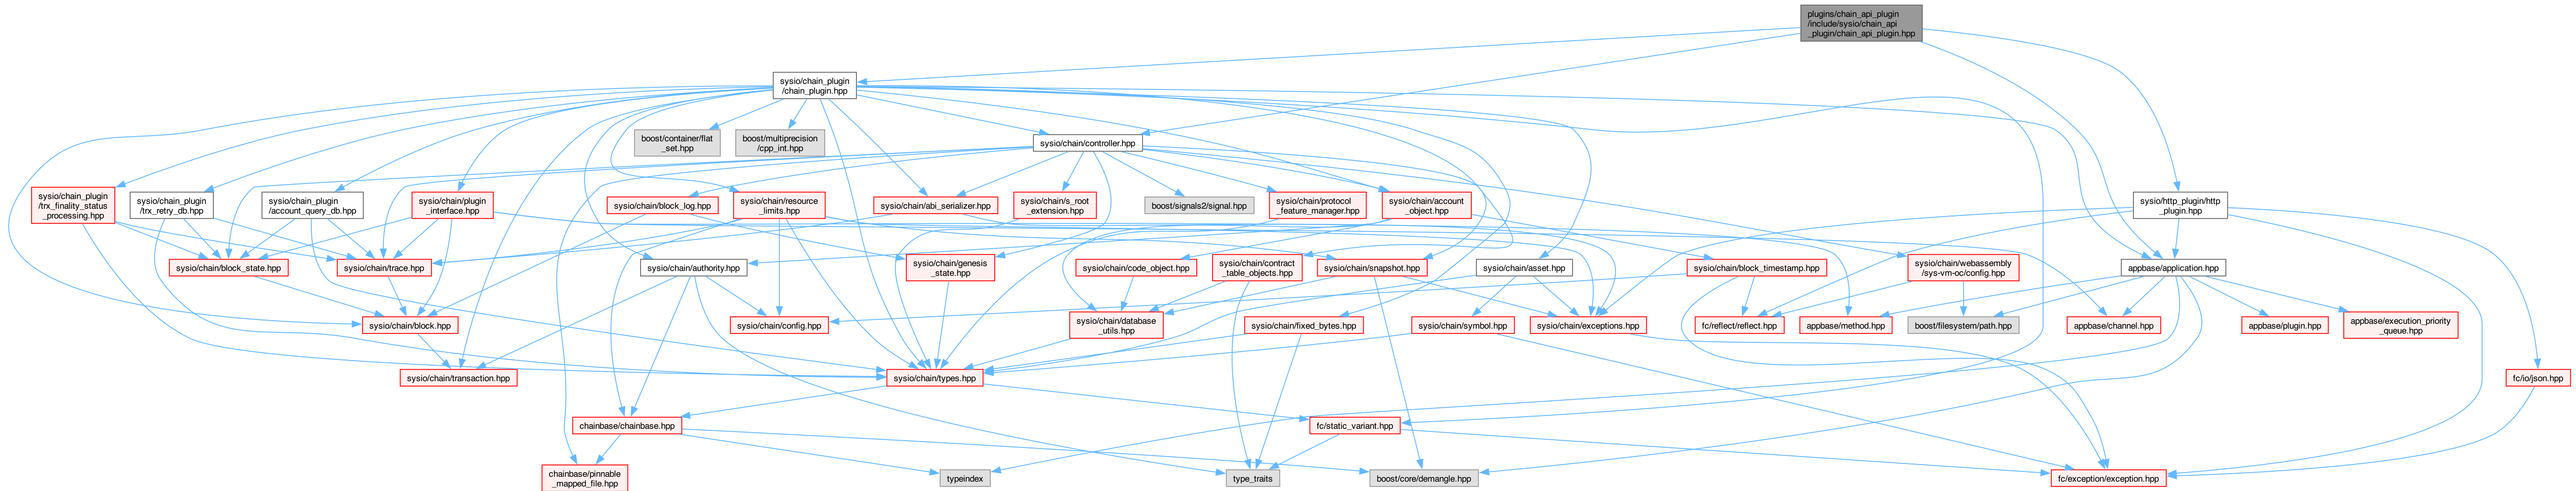 plugins/chain_api_plugin
/include/sysio/chain_api
_plugin/chain_api_plugin.hpp
sysio/chain_plugin
/chain_plugin.hpp
boost/container/flat
_set.hpp
boost/multiprecision
/cpp_int.hpp
sysio/chain/controller.hpp
sysio/chain_plugin
/trx_finality_status
_processing.hpp
sysio/chain_plugin
/trx_retry_db.hpp
sysio/chain_plugin
/account_query_db.hpp
sysio/chain/plugin
_interface.hpp
sysio/chain/block_log.hpp
sysio/chain/resource
_limits.hpp
sysio/chain/abi_serializer.hpp
sysio/chain/s_root
_extension.hpp
boost/signals2/signal.hpp
sysio/chain/protocol
_feature_manager.hpp
sysio/chain/account
_object.hpp
sysio/http_plugin/http
_plugin.hpp
sysio/chain/block_state.hpp
sysio/chain/trace.hpp
sysio/chain/authority.hpp
sysio/chain/genesis
_state.hpp
sysio/chain/code_object.hpp
sysio/chain/contract
_table_objects.hpp
sysio/chain/snapshot.hpp
sysio/chain/asset.hpp
sysio/chain/block_timestamp.hpp
sysio/chain/webassembly
/sys-vm-oc/config.hpp
appbase/application.hpp
sysio/chain/block.hpp
sysio/chain/config.hpp
sysio/chain/database
_utils.hpp
sysio/chain/fixed_bytes.hpp
sysio/chain/symbol.hpp
sysio/chain/exceptions.hpp
fc/reflect/reflect.hpp
appbase/method.hpp
boost/filesystem/path.hpp
appbase/channel.hpp
appbase/plugin.hpp
appbase/execution_priority
_queue.hpp
sysio/chain/transaction.hpp
sysio/chain/types.hpp
fc/io/json.hpp
chainbase/chainbase.hpp
fc/static_variant.hpp
chainbase/pinnable
_mapped_file.hpp
typeindex
type_traits
boost/core/demangle.hpp
fc/exception/exception.hpp